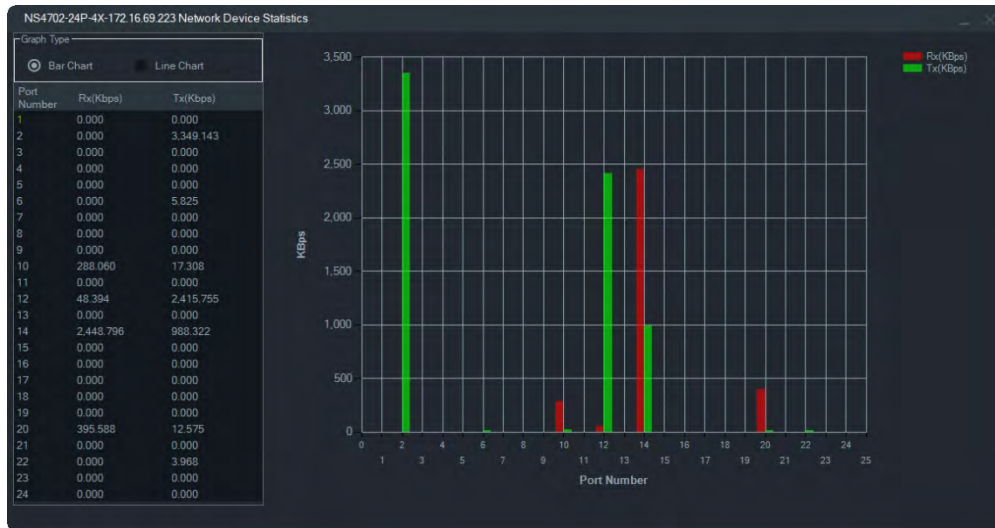 NS4702-24P-4X-172.16.69.223 Network Device Statistics
Graph Type
Bar Chart Line Chart
Port Number Rx(Kbps) Tx(Kbps)
1 0.000 0.000
2 0.000 3,349.143
3 0.000 0.000
4 0.000 0.000
5 0.000 0.000
6 0.000 5.825
7 0.000 0.000
8 0.000 0.000
9 0.000 0.000
10 288.060 17.308
11 0.000 0.000
12 48.394 2,415.755
13 0.000 0.000
14 2,448.796 988.322
15 0.000 0.000
16 0.000 0.000
17 0.000 0.000
18 0.000 0.000
19 0.000 0.000
20 395.588 12.575
21 0.000 0.000
22 0.000 3.968
23 0.000 0.000
24 0.000 0.000
KBps
3,500
3,000
2,500
2,000
1,500
1,000
500
0
0 2 4 6 8 10 12 14 16 18 20 22 24
1 3 5 7 9 11 13 15 17 19 21 23 25
Port Number
Rx(KBps)
Tx(KBps)